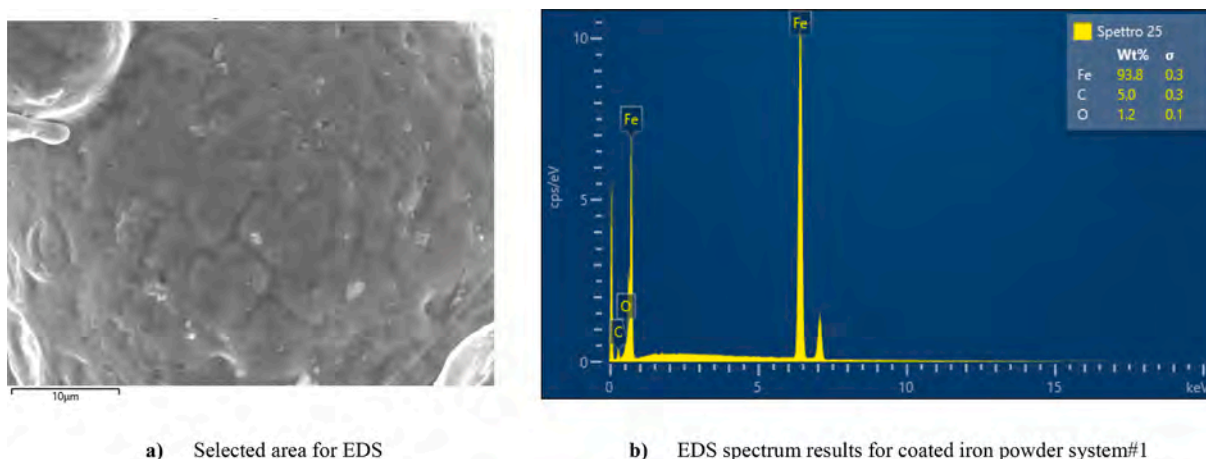 10μm
Spettro 25
Wt% σ
Fe 93.8 0.3
C 5.0 0.3
O 1.2 0.1
Fe
Fe
O
C
cps/eV
10
5
0
0 5 10 15 keV
a) Selected area for EDS
b) EDS spectrum results for coated iron powder system#1